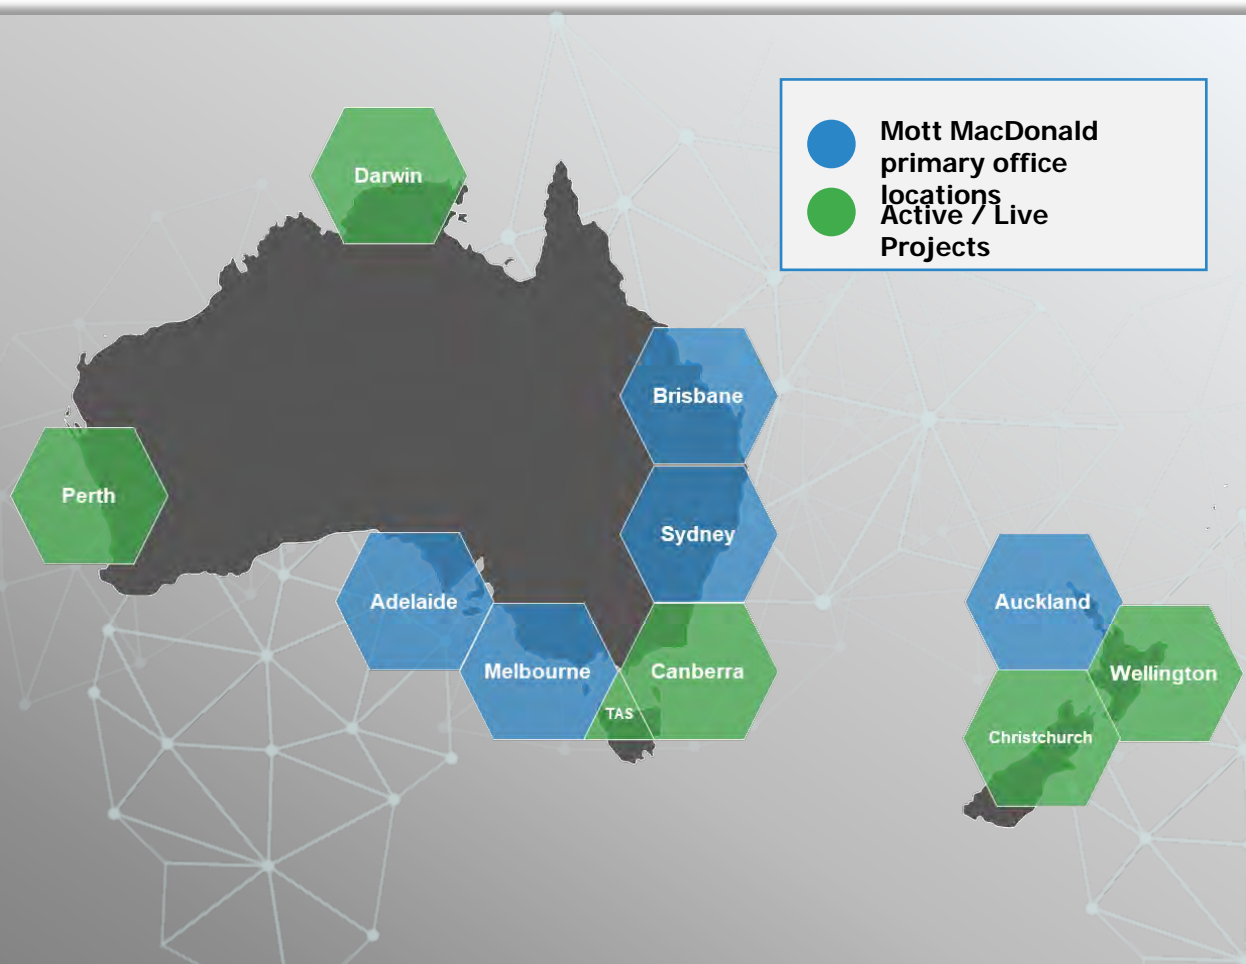 Mott MacDonald
primary office
locations
Active / Live
Projects
Darwin
Brisbane
Perth
Sydney
Adelaide
Auckland
Melbourne
Canberra
Wellington
TAS
Christchurch